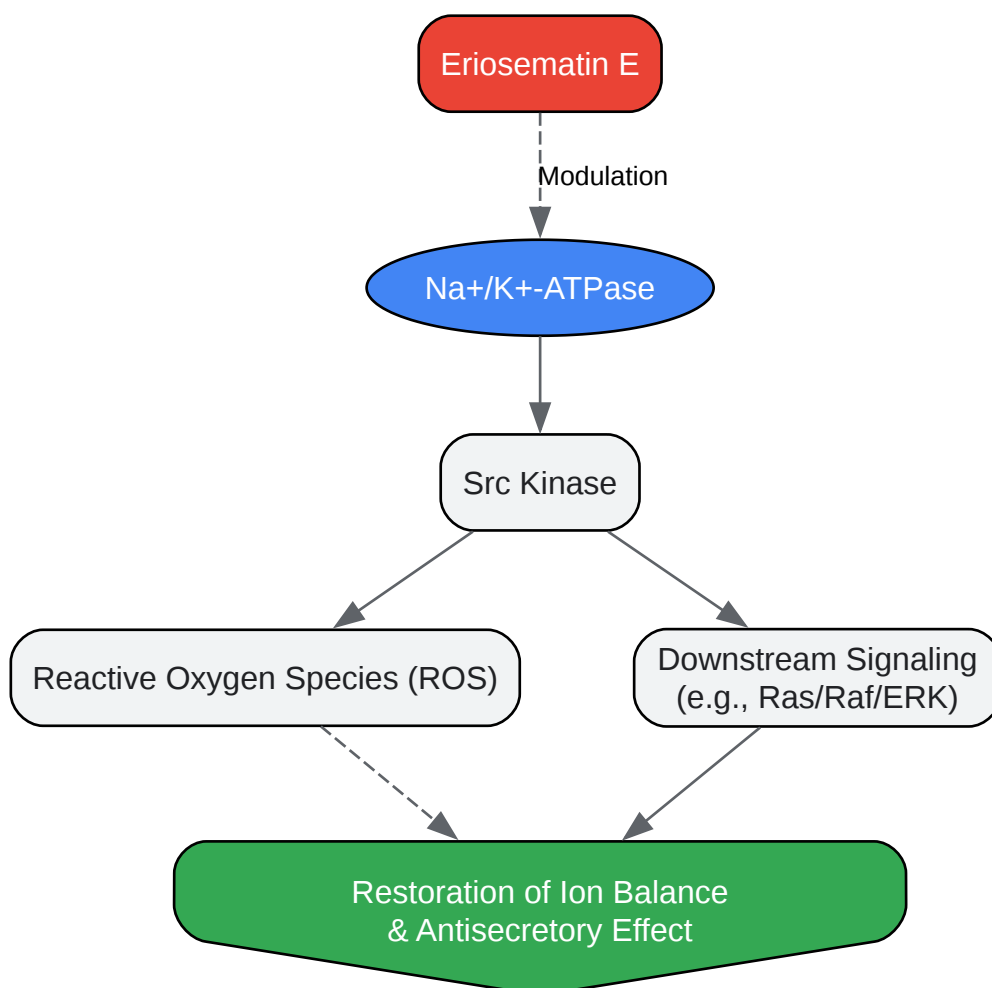 Eriosematin E
Modulation
Na+/K+-ATPase
Src Kinase
Reactive Oxygen Species (ROS)
Downstream Signaling
(e.g., Ras/Raf/ERK)
Restoration of Ion Balance
& Antisecretory Effect